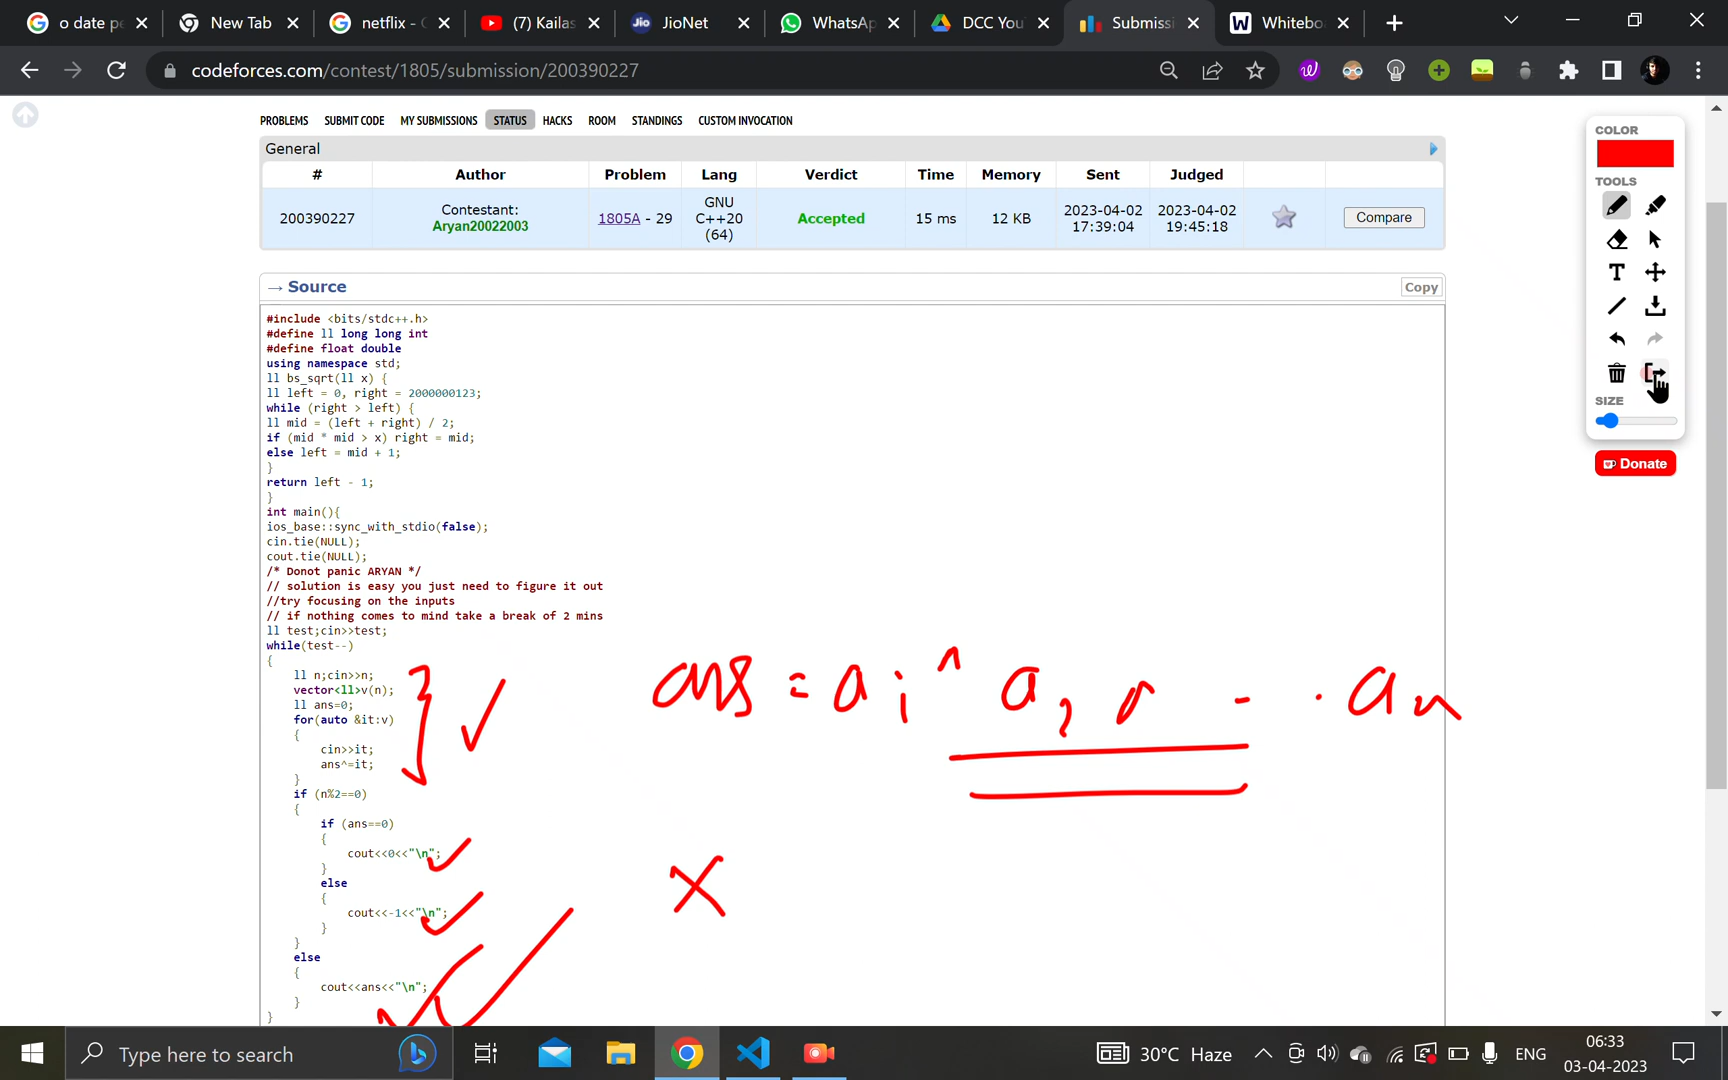 o date pe
New Tab
netflix - G
(7) Kailas
JioNet
WhatsAp
DCC You
Submissi
Whitebo
codeforces.com/contest/1805/submission/200390227
PROBLEMS SUBMIT CODE MY SUBMISSIONS STATUS HACKS ROOM STANDINGS CUSTOM INVOCATION
General
# Author Problem Lang Verdict Time Memory Sent Judged
200390227 Contestant: Aryan20022003 1805A - 29 GNU C++20 (64) Accepted 15 ms 12 KB 2023-04-02 17:39:04 2023-04-02 19:45:18 Compare
→ Source Copy
#include <bits/stdc++.h>
#define ll long long int
#define float double
using namespace std;
ll bs_sqrt(ll x) {
ll left = 0, right = 2000000123;
while (right > left) {
ll mid = (left + right) / 2;
if (mid * mid > x) right = mid;
else left = mid + 1;
}
return left - 1;
}
int main(){
ios_base::sync_with_stdio(false);
cin.tie(NULL);
cout.tie(NULL);
/* Donot panic ARYAN */
// solution is easy you just need to figure it out
//try focusing on the inputs
// if nothing comes to mind take a break of 2 mins
ll test;cin>>test;
while(test--)
{
ll n;cin>>n;
vector<ll>v(n);
ll ans=0;
for(auto &it:v)
{
cin>>it;
ans^=it;
}
if (n%2==0)
{
if (ans==0)
{
cout<<0<<"\n";
}
else
{
cout<<-1<<"\n";
}
}
else
{
cout<<ans<<"\n";
}
}
ans = a i ^ a 2 ^ - . a n
X
COLOR
TOOLS
SIZE
Donate
Type here to search
30°C Haze
ENG
06:33
03-04-2023